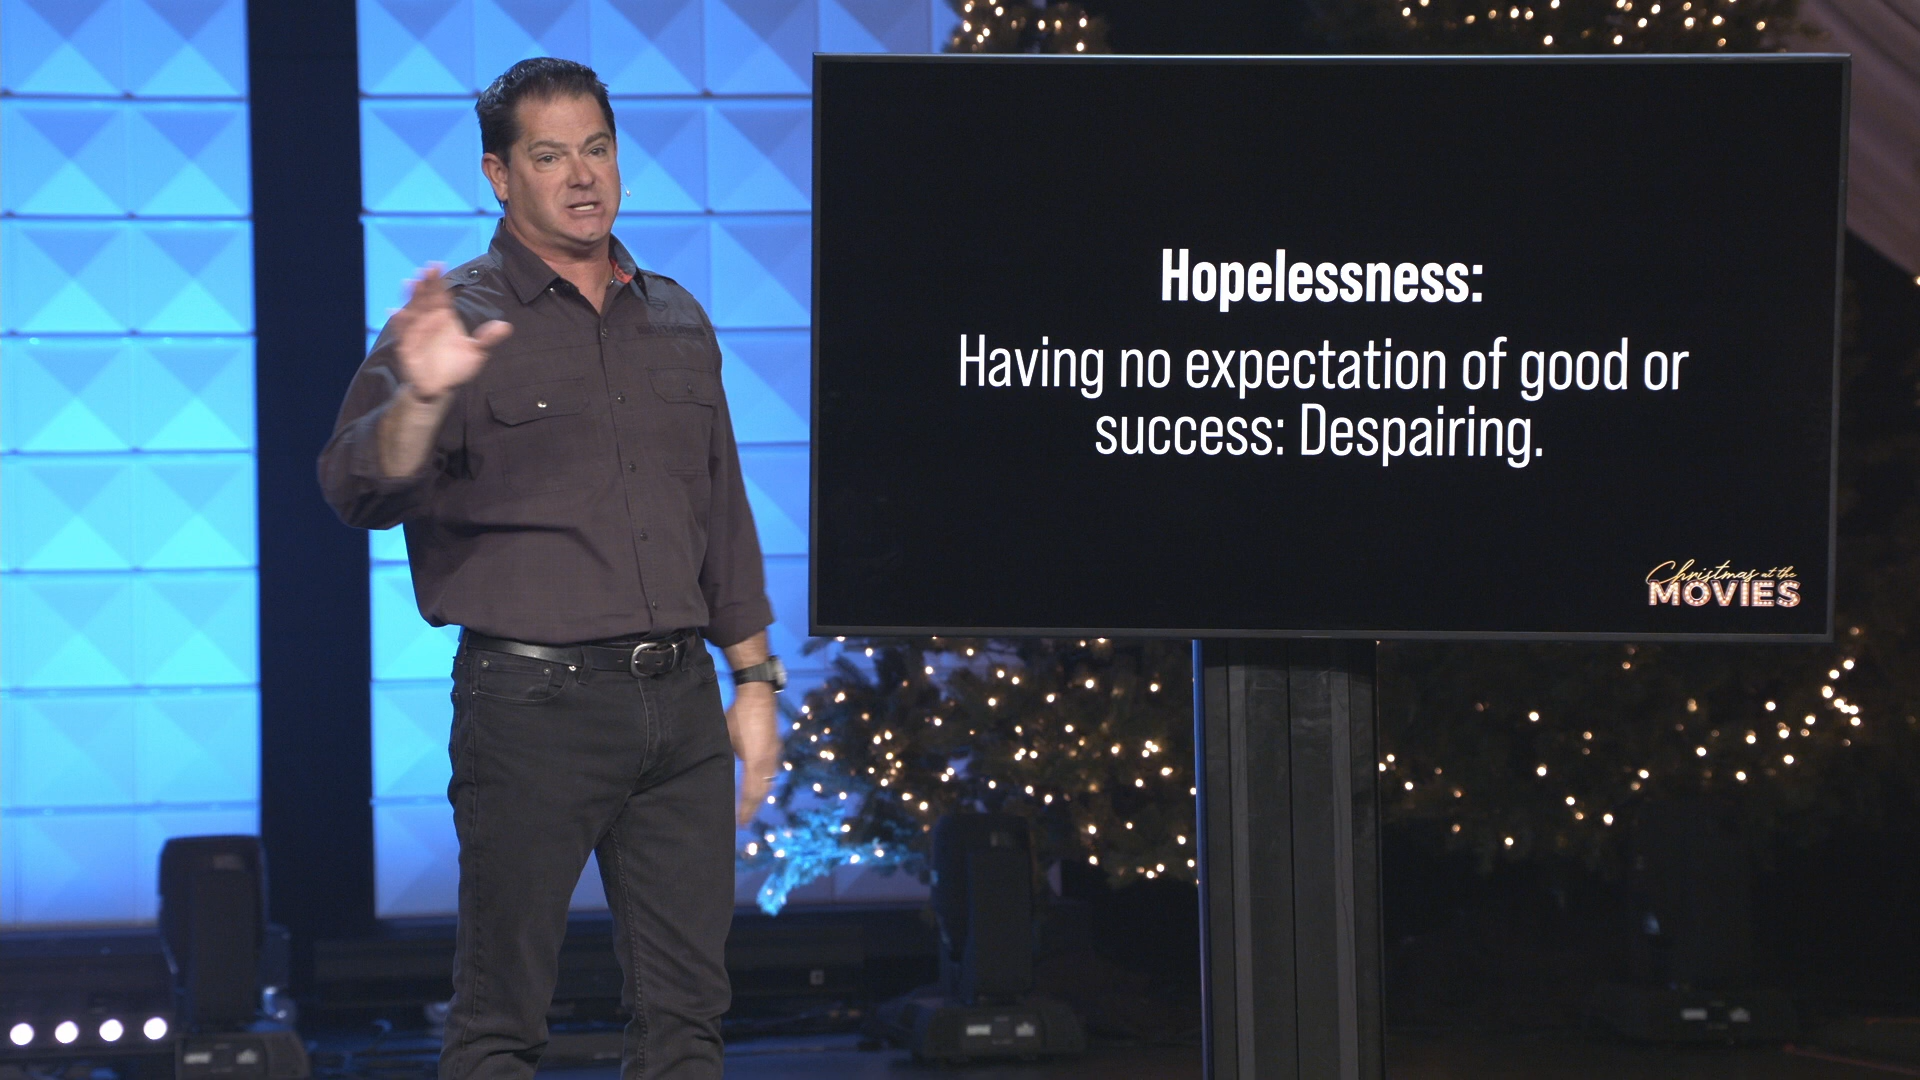 Hopelessness:
Having no expectation of good or
success: Despairing.
Christmas at the
MOVIES